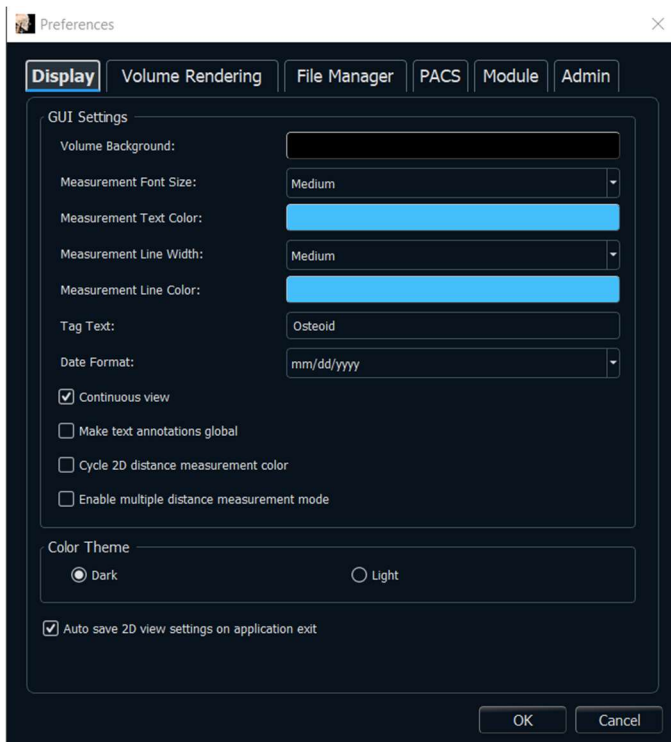 Preferences
Display Volume Rendering File Manager PACS Module Admin
GUI Settings
Volume Background:
Measurement Font Size: Medium
Measurement Text Color:
Measurement Line Width: Medium
Measurement Line Color:
Tag Text: Osteoid
Date Format: mm/dd/yyyy
Continuous view
Make text annotations global
Cycle 2D distance measurement color
Enable multiple distance measurement mode
Color Theme
Dark Light
Auto save 2D view settings on application exit
OK Cancel